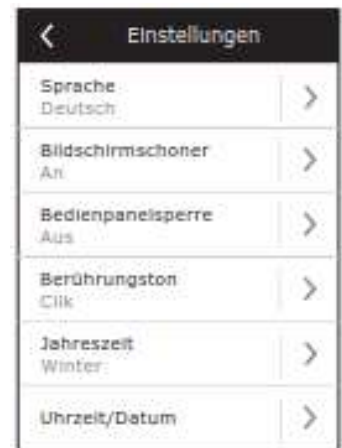 Einstellungen
Sprache
Deutsch
Bildschirmschoner
An
Bedienpanelsperre
Aus
Berührungston
Clik
Jahreszeit
Winter
Uhrzeit/Datum